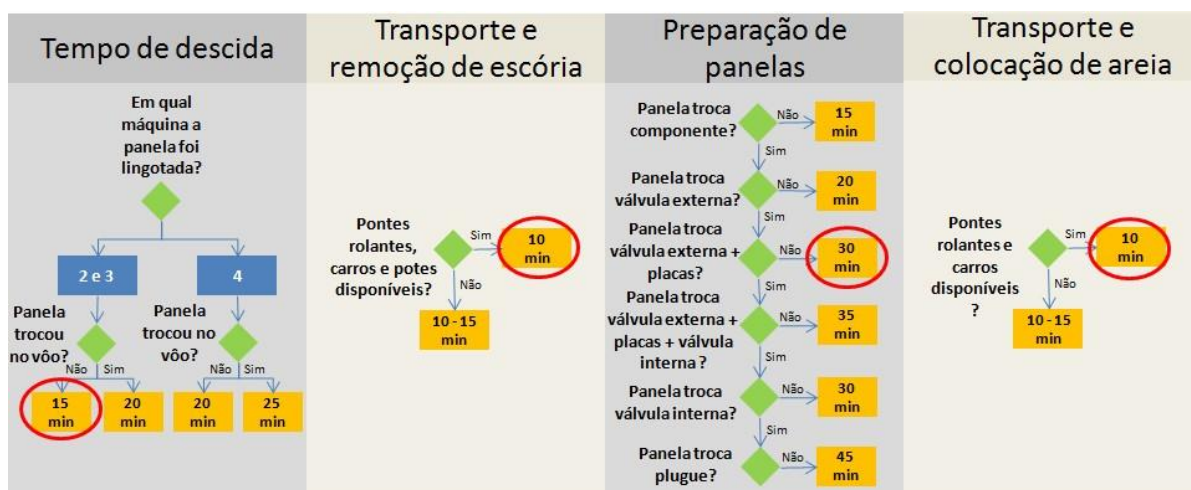 Tempo de descida
Em qual
máquina a
panela foi
lingotada?
2 e 3
4
Panela
trocou
no vôo?
Panela
trocou no
vôo?
Não
Sim
Não
Sim
15
min
20
min
20
min
25
min
Transporte e
remoção de escória
Pontes
rolantes,
carros e potes
disponíveis?
Sim
10
min
Não
10 - 15
min
Preparação de
panelas
Panela troca
componente?
Não
15
min
Sim
Panela troca
válvula externa?
Não
20
min
Sim
Panela troca
válvula externa +
placas?
Não
30
min
Sim
Panela troca
válvula externa +
placas + válvula
interna ?
Não
35
min
Sim
Panela troca
válvula interna?
Não
30
min
Sim
Panela troca
plugue?
Não
45
min
Transporte e
colocação de areia
Pontes
rolantes e
carros
disponíveis
?
Sim
10
min
Não
10 - 15
min